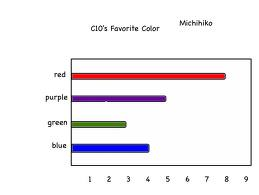 Michihiko
C10's Favorite Color
red
purple
green
blue
1 2 3 4 5 6 7 8 9